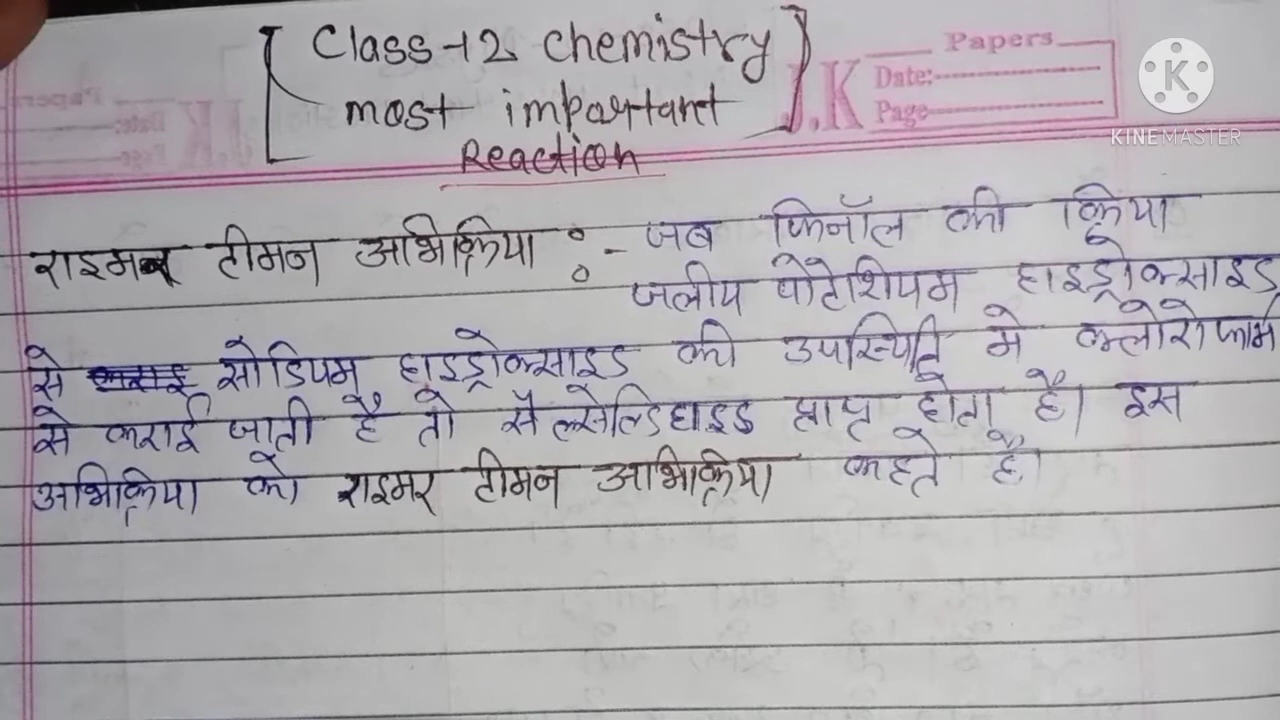 [Class-12 Chemistry
most important]
Reaction
J.K
Papers
Date:
Page
KINEMASTER
राइमर टीमन अभिक्रिया :- जब फिनॉल की क्रिया
जलीय पोटेशियम हाइड्रोक्साइड
से सोडियम हाइड्रोक्साइड की उपस्थिति मे क्लोरोफार्म
से कराई जाती है तो सैल्सेल्डिहाइड प्राप्त होता है। इस
अभिक्रिया को राइमर टीमन अभिक्रिया कहते है।